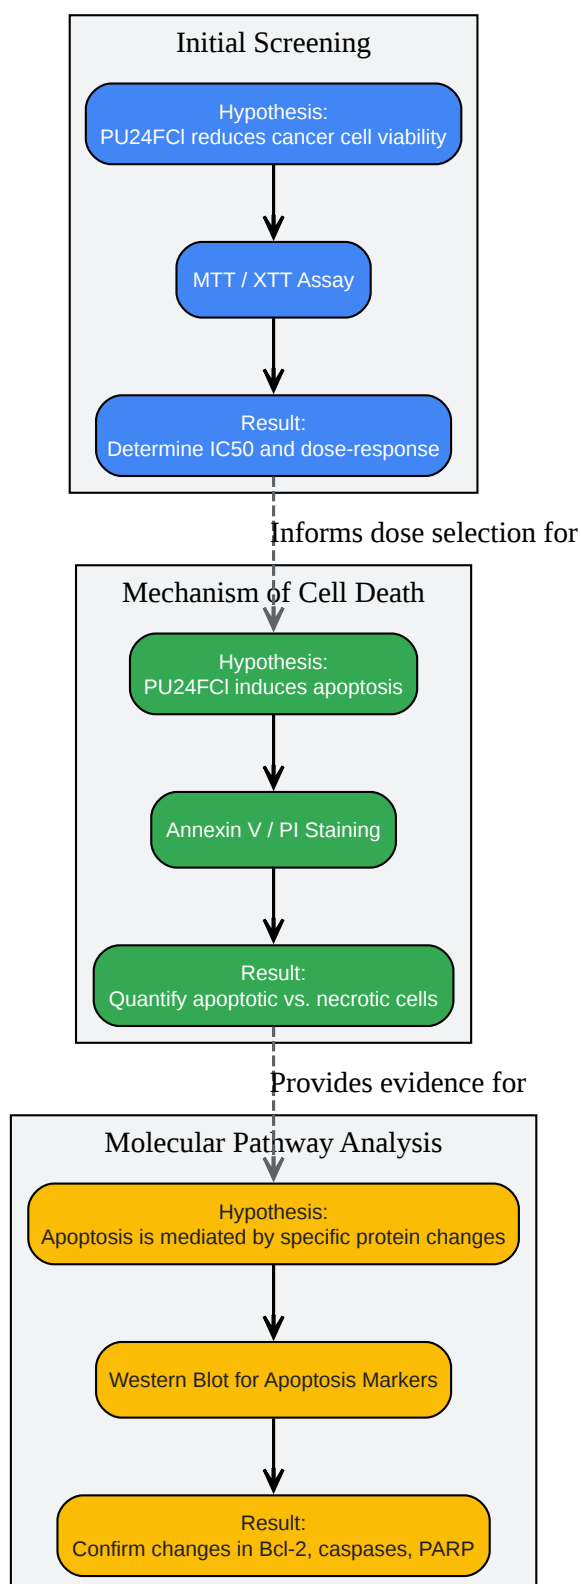 Initial Screening
Hypothesis:
PU24FCl reduces cancer cell viability
MTT / XTT Assay
Result:
Determine IC50 and dose-response
Informs dose selection for
Mechanism of Cell Death
Hypothesis:
PU24FCl induces apoptosis
Annexin V / PI Staining
Result:
Quantify apoptotic vs. necrotic cells
Provides evidence for
Molecular Pathway Analysis
Hypothesis:
Apoptosis is mediated by specific protein changes
Western Blot for Apoptosis Markers
Result:
Confirm changes in Bcl-2, caspases, PARP